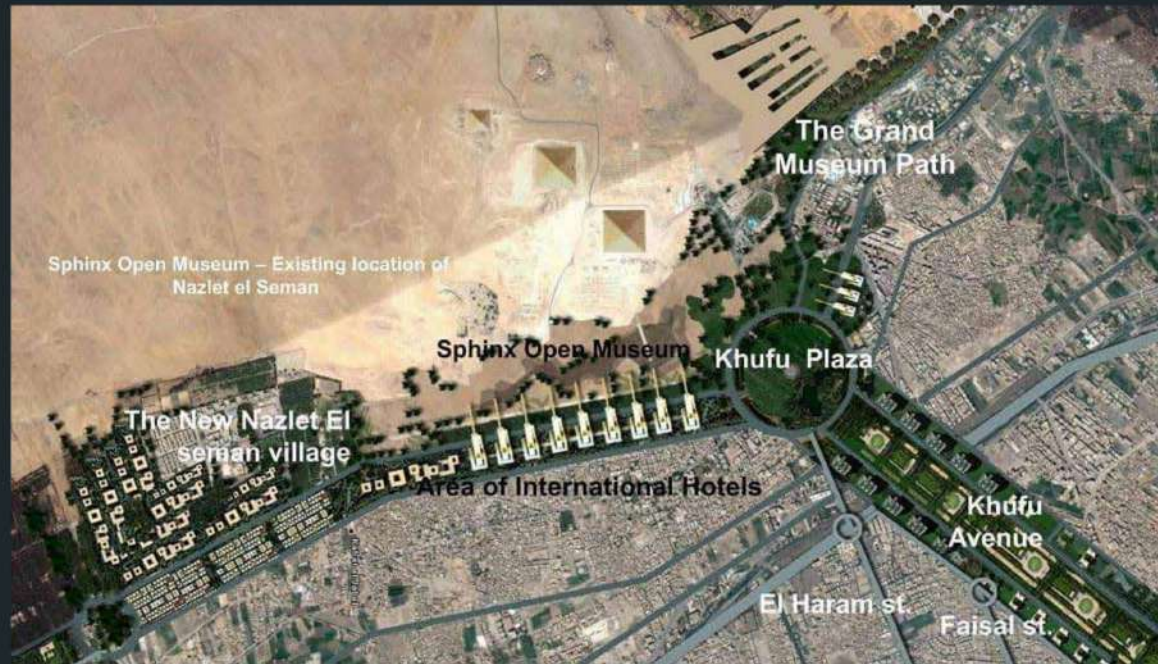 The Grand
Museum Path
Sphinx Open Museum – Existing location of
Nazlet el Seman
Sphinx Open Museum
Khufu Plaza
The New Nazlet El
seman village
Area of International Hotels
Khufu
Avenue
El Haram st.
Faisal st.